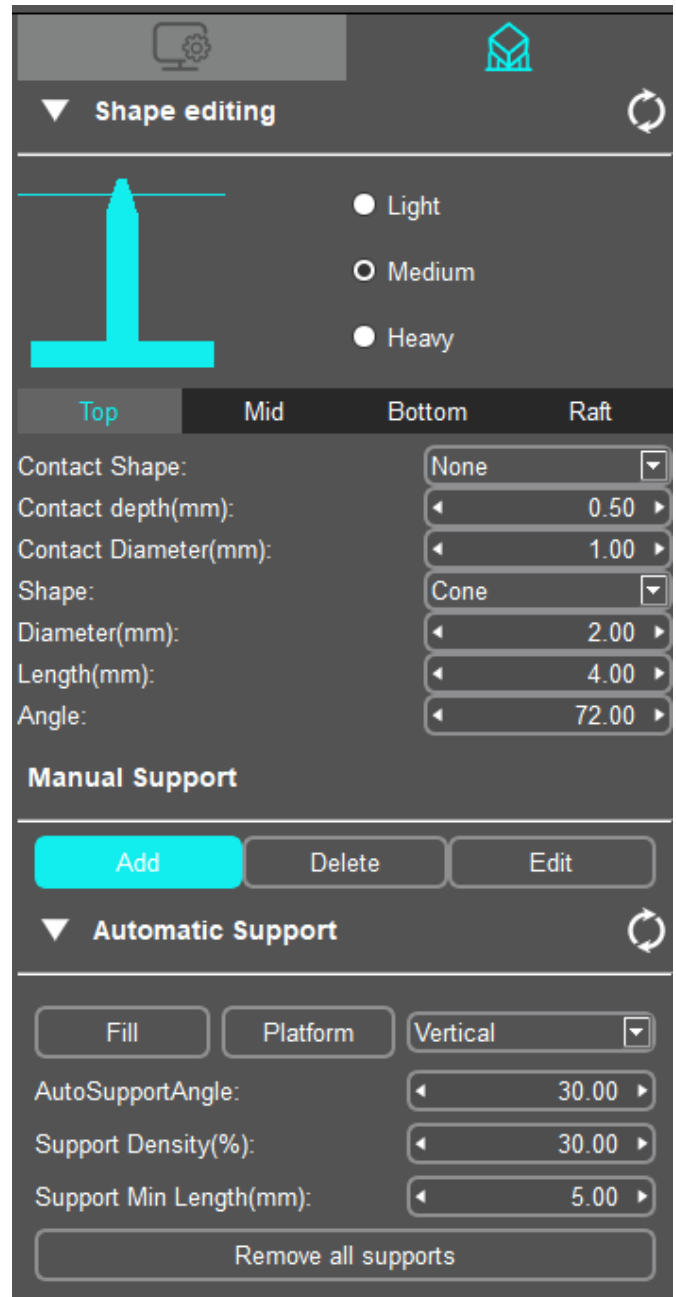 Shape editing
Light
Medium
Heavy
Top Mid Bottom Raft
Contact Shape: None
Contact depth(mm): 0.50
Contact Diameter(mm): 1.00
Shape: Cone
Diameter(mm): 2.00
Length(mm): 4.00
Angle: 72.00
Manual Support
Add Delete Edit
Automatic Support
Fill Platform Vertical
AutoSupportAngle: 30.00
Support Density(%): 30.00
Support Min Length(mm): 5.00
Remove all supports